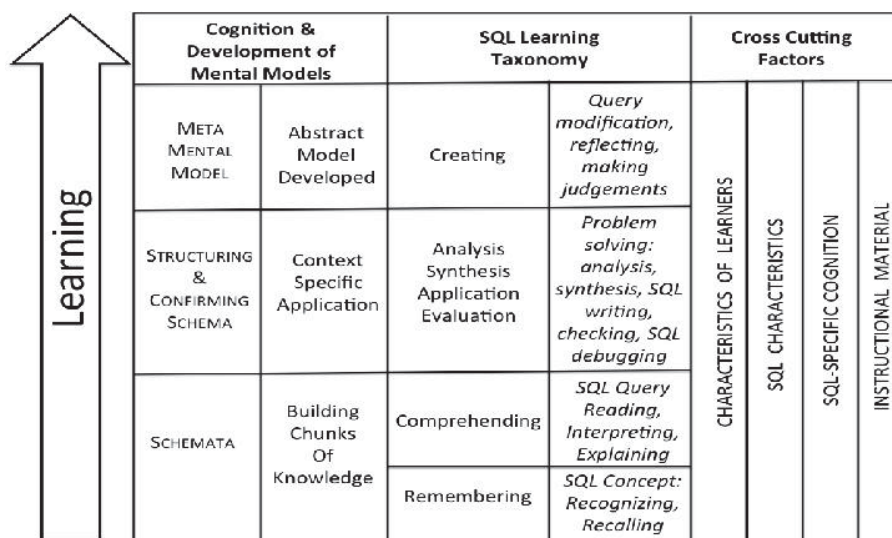 Learning
Cognition &
Development of
Mental Models
SQL Learning
Taxonomy
Cross Cutting
Factors
META
MENTAL
MODEL
Abstract
Model
Developed
Creating
Query
modification,
reflecting,
making
judgements
STRUCTURING
&
CONFIRMING
SCHEMA
Context
Specific
Application
Analysis
Synthesis
Application
Evaluation
Problem
solving:
analysis,
synthesis, SQL
writing,
checking, SQL
debugging
SCHEMATA
Building
Chunks
Of
Knowledge
Comprehending
SQL Query
Reading,
Interpreting,
Explaining
Remembering
SQL Concept:
Recognizing,
Recalling
CHARACTERISTICS OF LEARNERS
SQL CHARACTERISTICS
SQL-SPECIFIC COGNITION
INSTRUCTIONAL MATERIAL